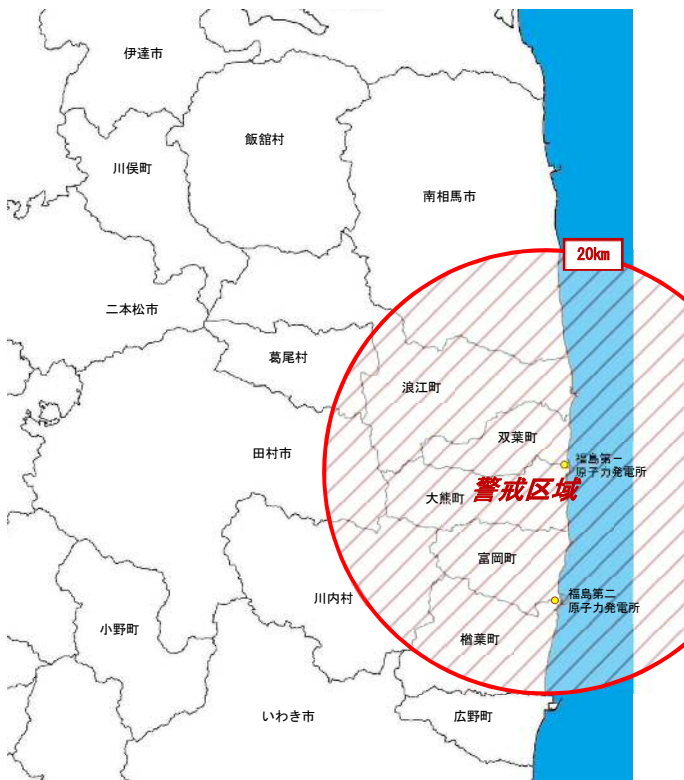 伊達市
飯舘村
川俣町
南相馬市
20km
二本松市
葛尾村
浪江町
双葉町
田村市
福島第一
原子力発電所
大熊町
警戒区域
富岡町
川内村
福島第二
原子力発電所
小野町
楢葉町
いわき市
広野町